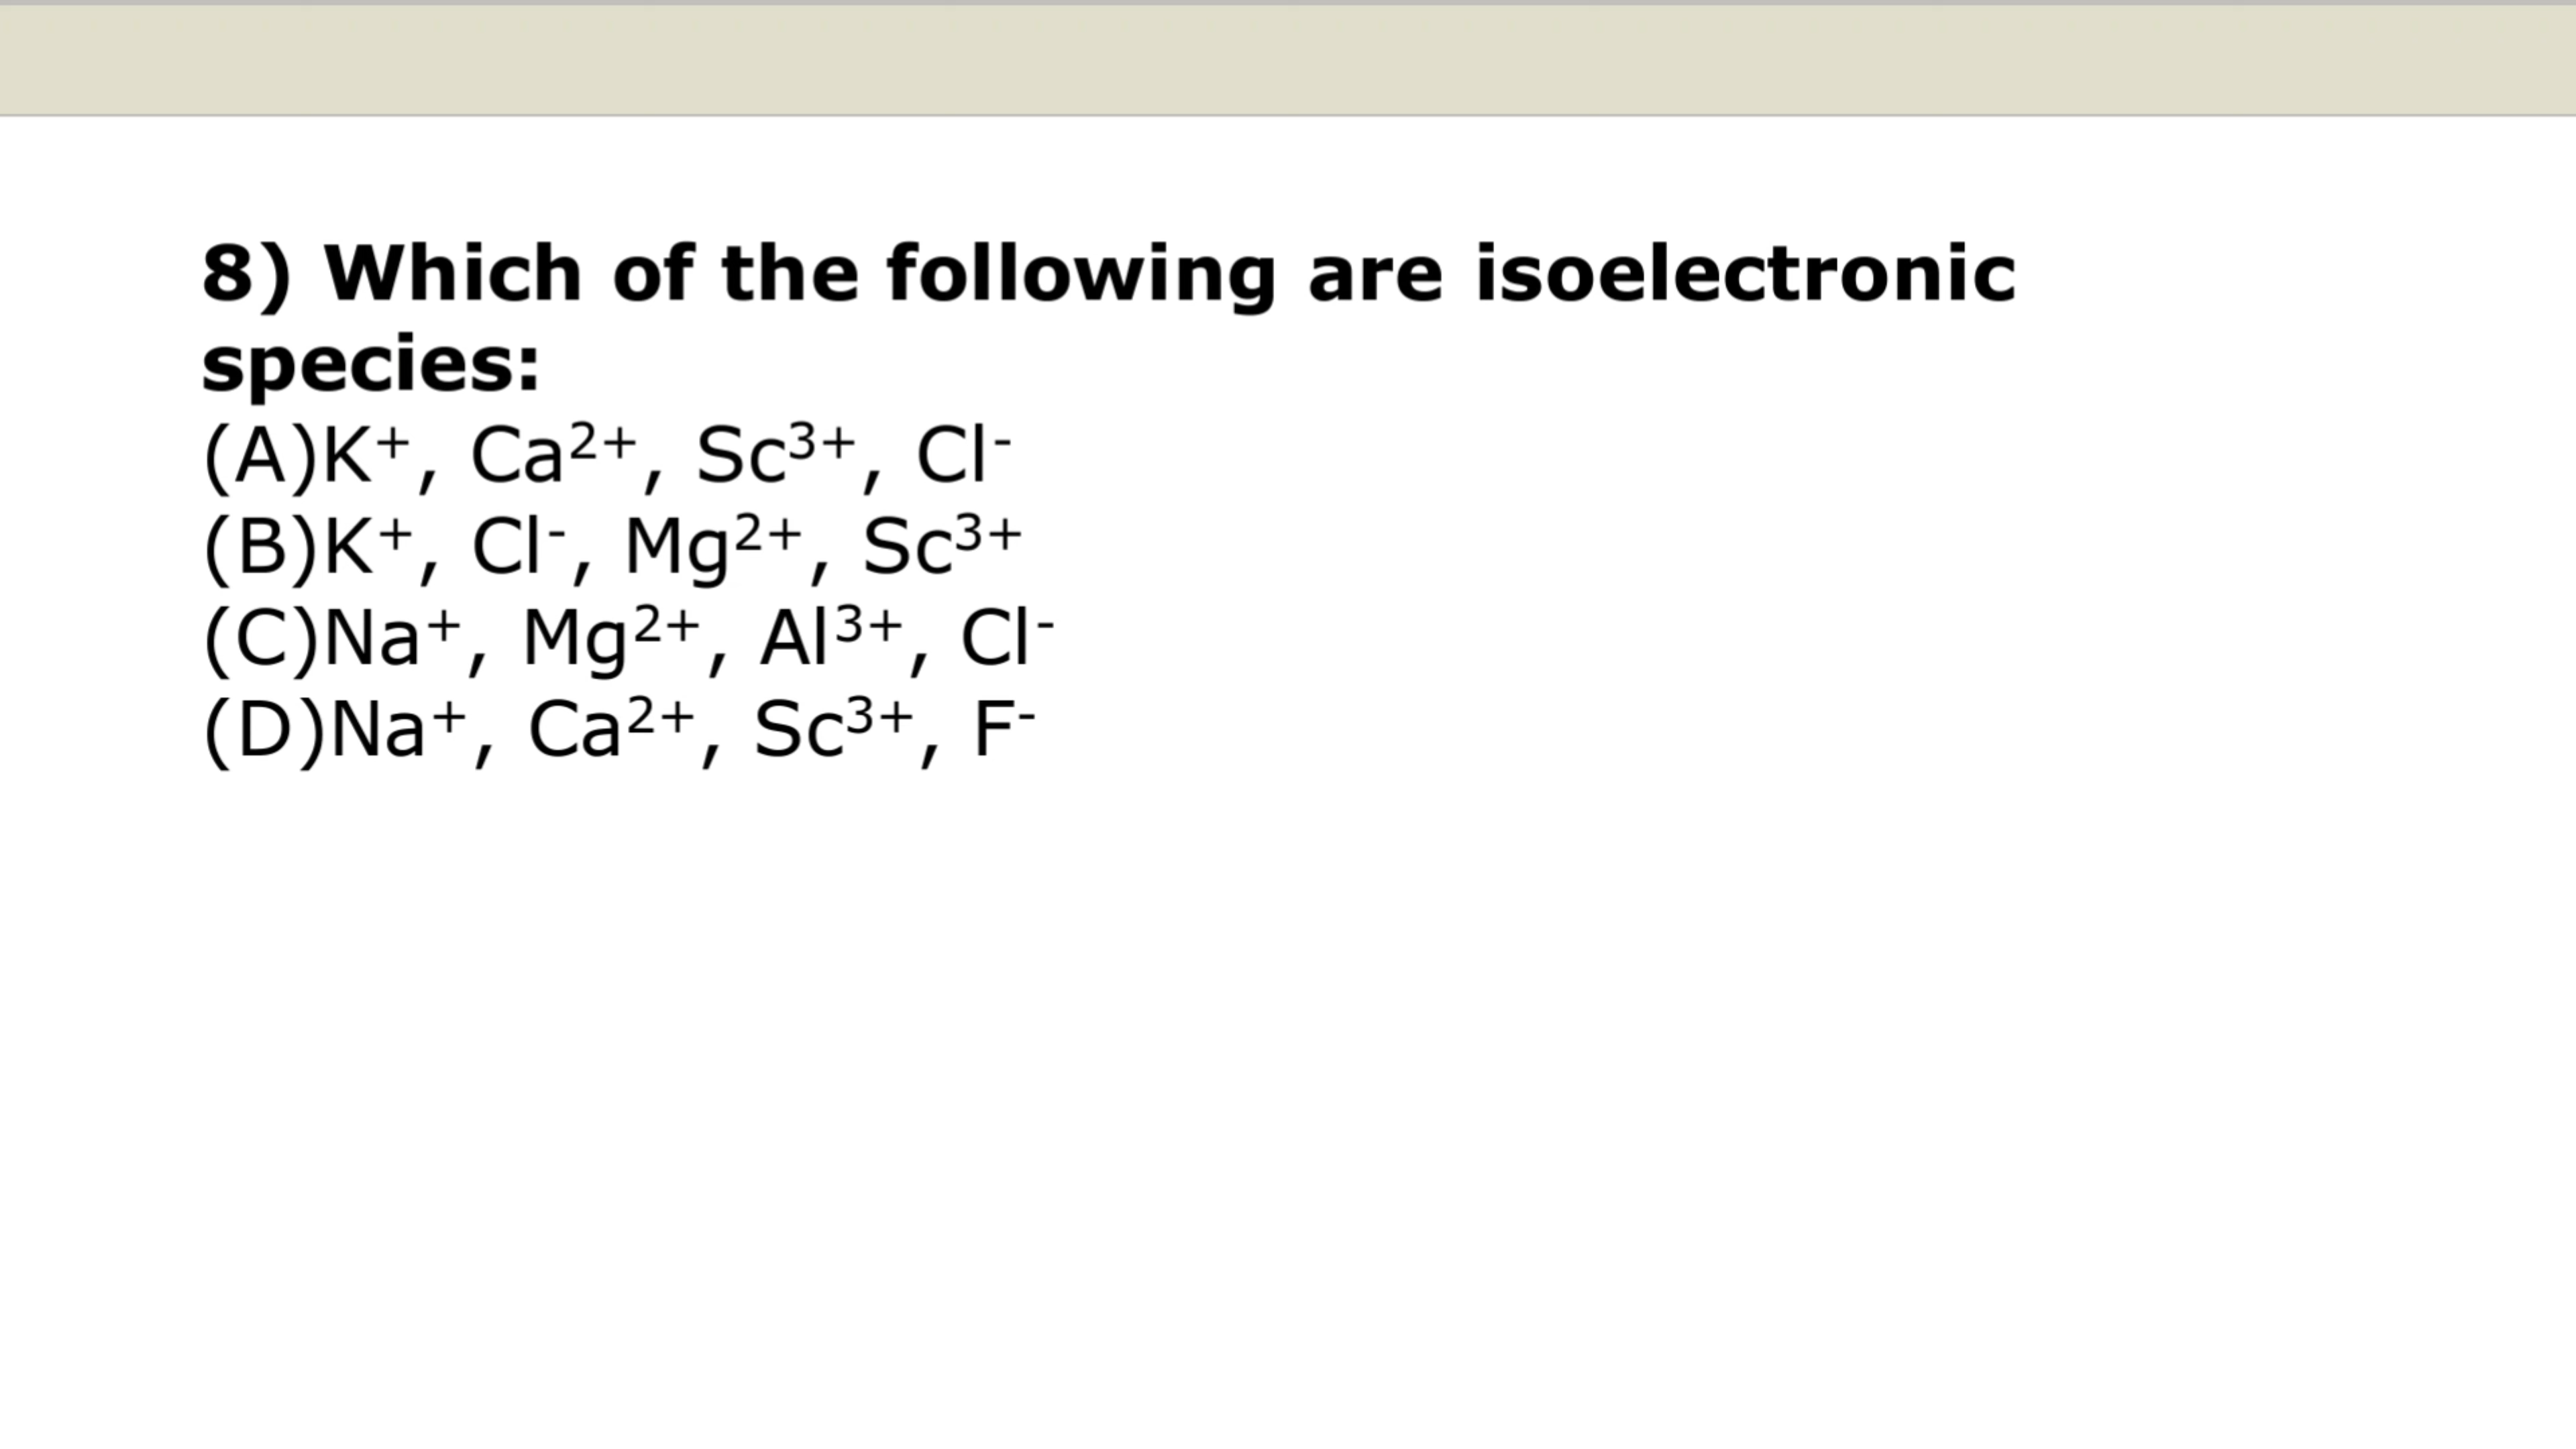 8) Which of the following are isoelectronic
species:
(A)K⁺, Ca²⁺, Sc³⁺, Cl⁻
(B)K⁺, Cl⁻, Mg²⁺, Sc³⁺
(C)Na⁺, Mg²⁺, Al³⁺, Cl⁻
(D)Na⁺, Ca²⁺, Sc³⁺, F⁻